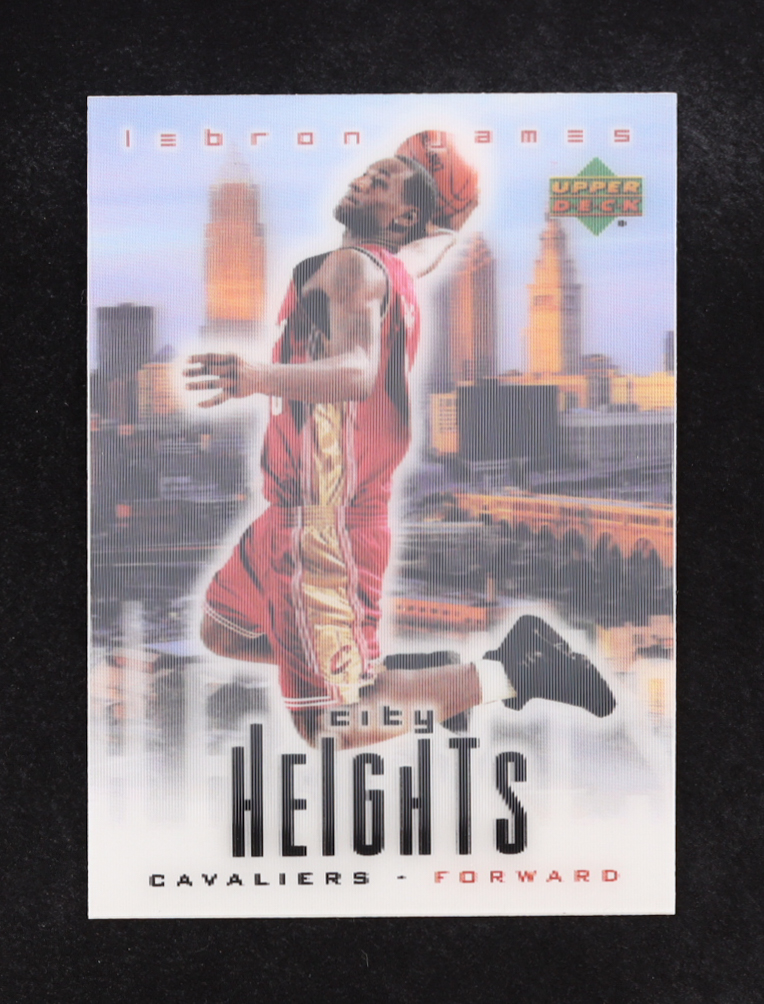 lebron james
UPPER
DECK
city
HEIGHTS
CAVALIERS - FORWARD